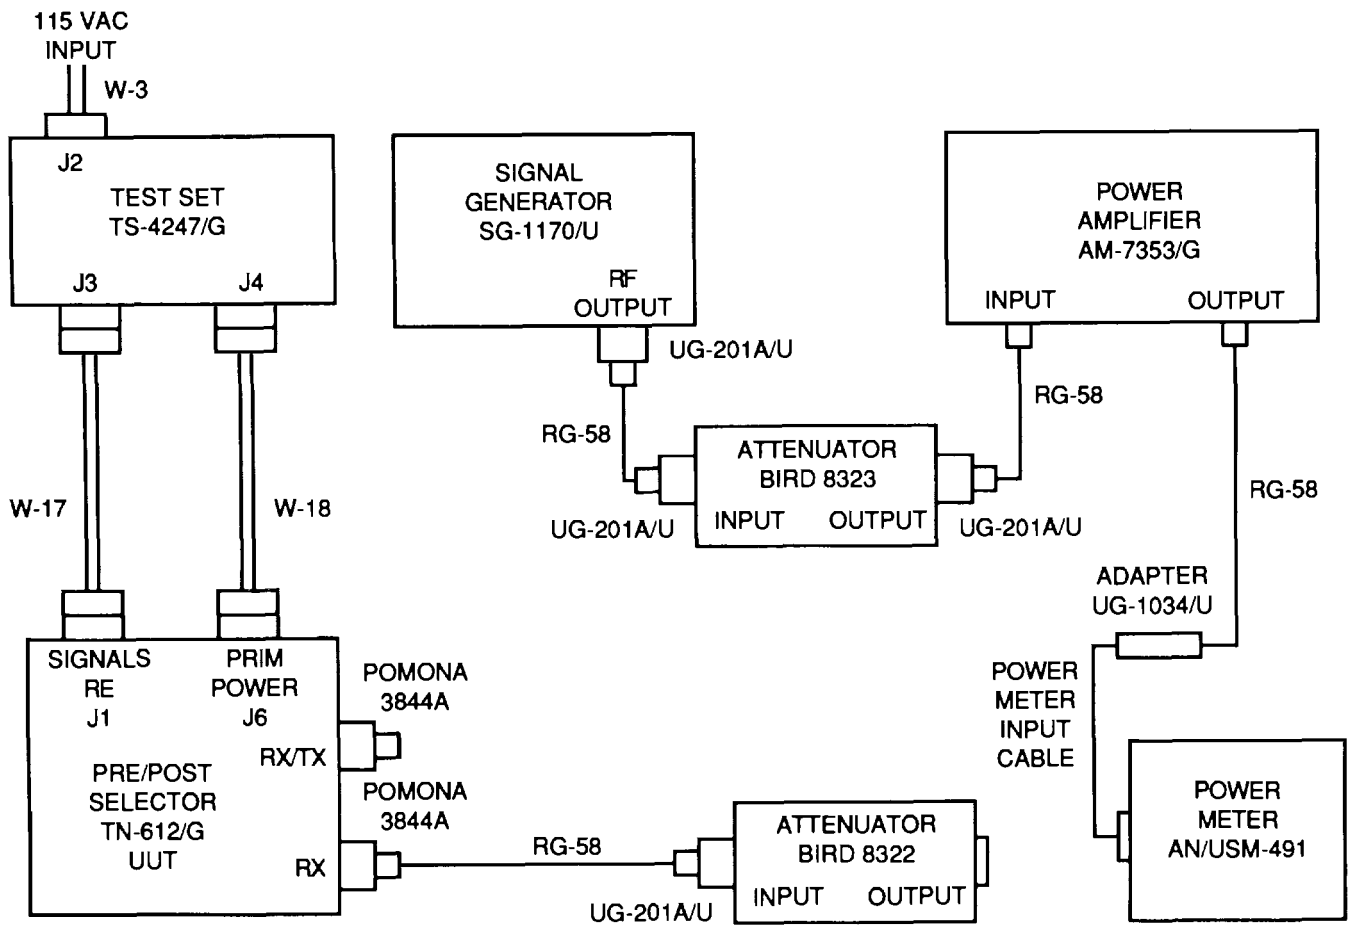 115 VAC
INPUT
W-3
J2
TEST SET
TS-4247/G
J3
J4
SIGNAL
GENERATOR
SG-1170/U
RF
OUTPUT
UG-201A/U
POWER
AMPLIFIER
AM-7353/G
INPUT
OUTPUT
RG-58
RG-58
ATTENUATOR
BIRD 8323
INPUT
OUTPUT
UG-201A/U
UG-201A/U
RG-58
W-17
W-18
ADAPTER
UG-1034/U
SIGNALS
RE
J1
PRIM
POWER
J6
POMONA
3844A
RX/TX
PRE/POST
SELECTOR
TN-612/G
UUT
POMONA
3844A
RX
RG-58
UG-201A/U
ATTENUATOR
BIRD 8322
INPUT
OUTPUT
POWER
METER
INPUT
CABLE
POWER
METER
AN/USM-491